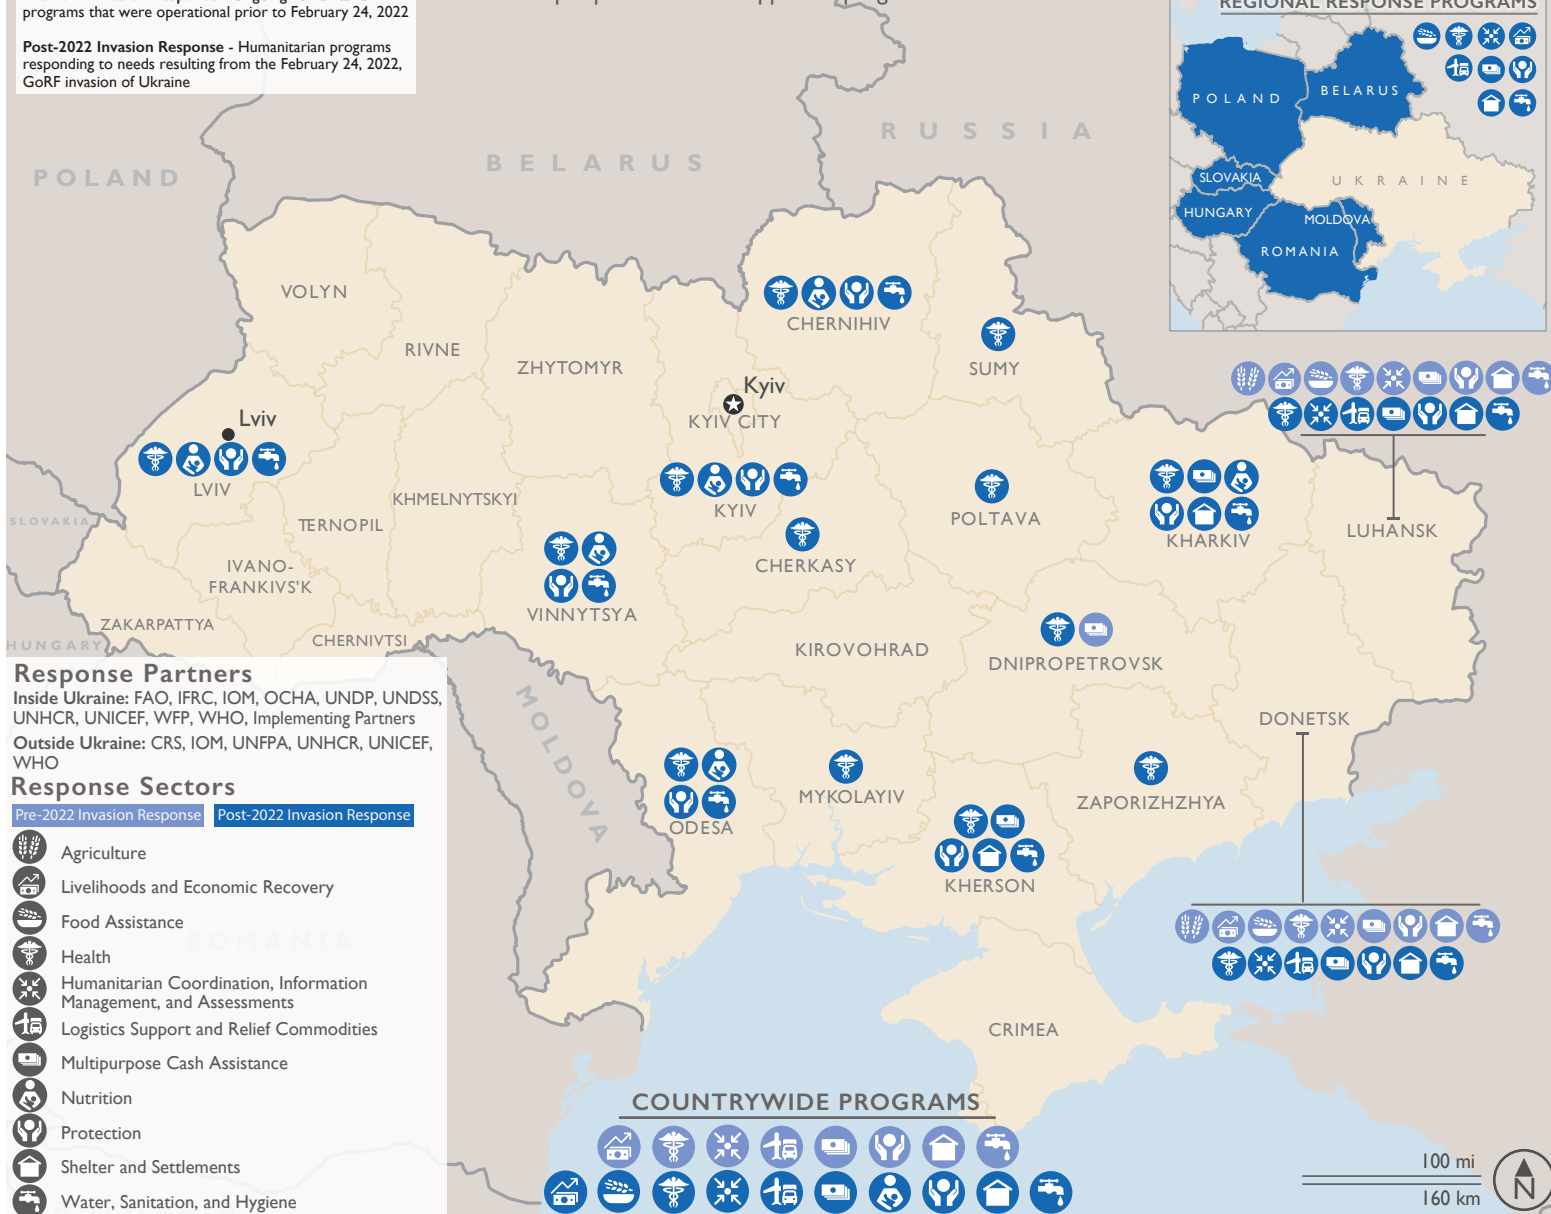 programs that were operational prior to February 24, 2022
Post-2022 Invasion Response - Humanitarian programs
responding to needs resulting from the February 24, 2022,
GoRF invasion of Ukraine
REGIONAL RESPONSE PROGRAMS
POLAND
BELARUS
SLOVAKIA
UKRAINE
HUNGARY
MOLDOVA
ROMANIA
RUSSIA
BELARUS
POLAND
VOLYN
CHERNIHIV
RIVNE
SUMY
ZHYTOMYR
Kyiv
KYIV CITY
Lviv
LVIV
KHMELNYTSKYI
KYIV
POLTAVA
KHARKIV
LUHANSK
SLOVAKIA
TERNOPIL
CHERKASY
IVANO-
FRANKIVS'K
VINNYTSYA
ZAKARPATTYA
HUNGARY
CHERNIVTSI
KIROVOHRAD
DNIPROPETROVSK
DONETSK
MOLDOVA
MYKOLAYIV
ZAPORIZHZHYA
ODESA
KHERSON
CRIMEA
Response Partners
Inside Ukraine: FAO, IFRC, IOM, OCHA, UNDP, UNDSS,
UNHCR, UNICEF, WFP, WHO, Implementing Partners
Outside Ukraine: CRS, IOM, UNFPA, UNHCR, UNICEF,
WHO
Response Sectors
Pre-2022 Invasion Response Post-2022 Invasion Response
Agriculture
Livelihoods and Economic Recovery
Food Assistance
ROMANIA
Health
Humanitarian Coordination, Information
Management, and Assessments
Logistics Support and Relief Commodities
Multipurpose Cash Assistance
Nutrition
Protection
Shelter and Settlements
Water, Sanitation, and Hygiene
COUNTRYWIDE PROGRAMS
100 mi
160 km
N